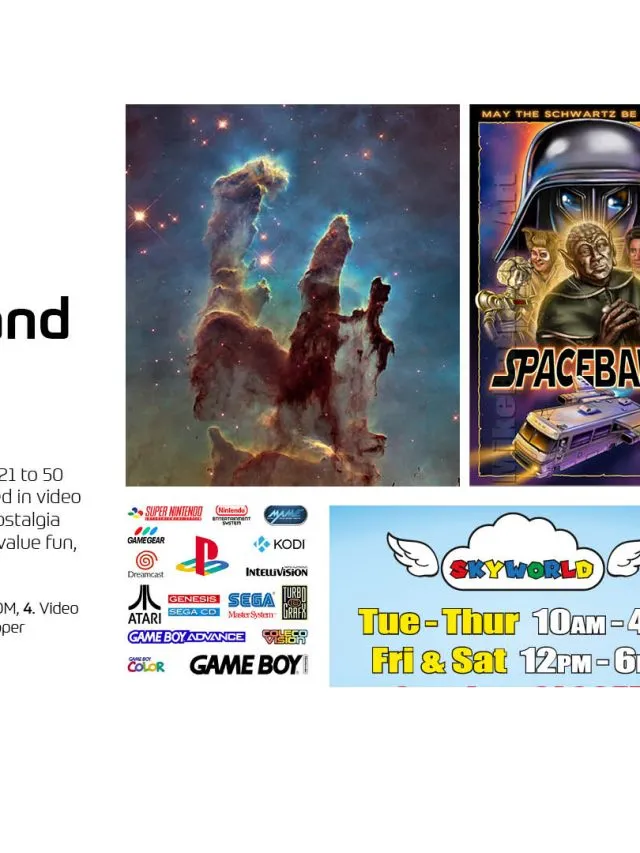 and
21 to 50
ed in video
ostalgia
value fun,
OM, 4. Video
pper
MAY THE SCHWARTZ BE
SPACEBA
SUPER NINTENDO
ENTERTAINMENT SYSTEM
Nintendo
ENTERTAINMENT
SYSTEM
MAME
GAME GEAR
KODI
Dreamcast
INTELLIVISION
ATARI
GENESIS
SEGA CD
SEGA
Master System
TURBO
GRAFX
GAME BOY ADVANCE
COLECO
VISION
GAME BOY
COLOR
GAME BOY
SKYWORLD
Tue - Thur 10AM - 4
Fri & Sat 12PM - 6